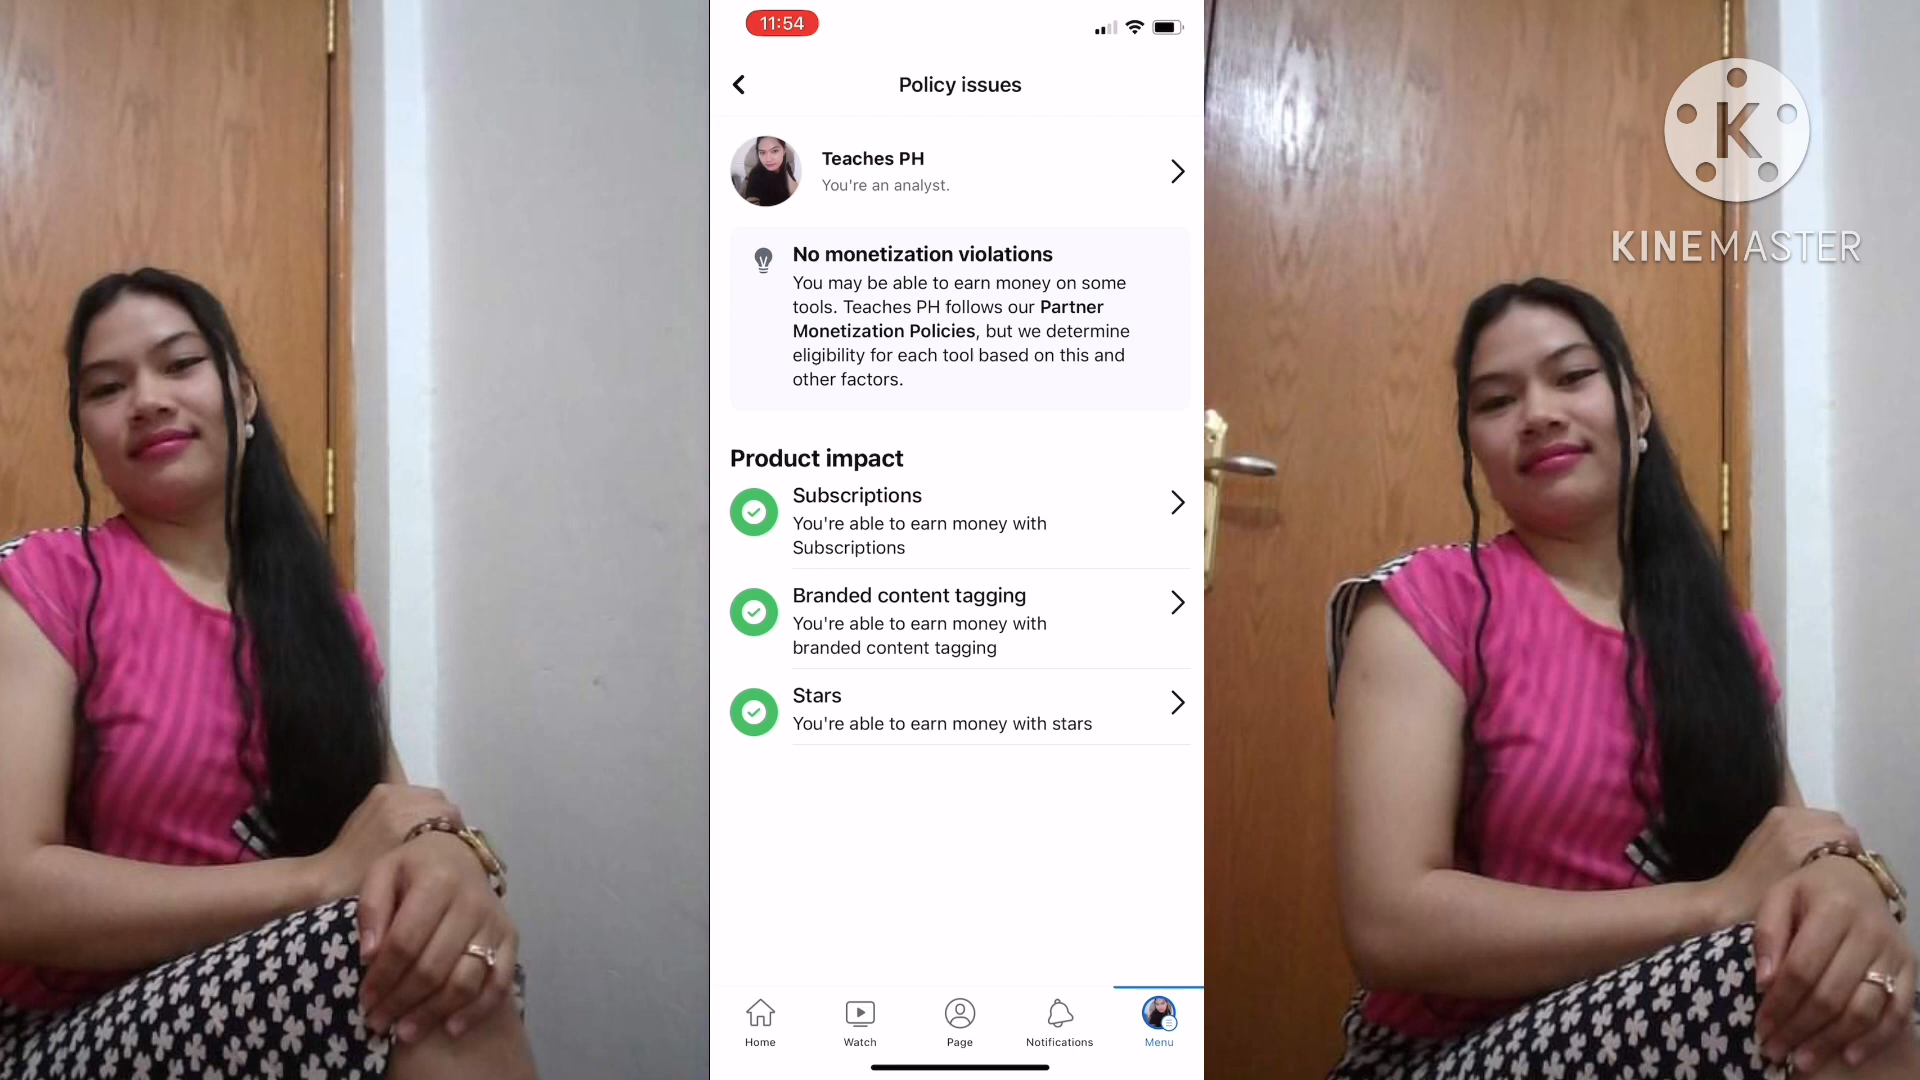 11:54
Policy issues
Teaches PH
You're an analyst.
No monetization violations
You may be able to earn money on some
tools. Teaches PH follows our Partner
Monetization Policies, but we determine
eligibility for each tool based on this and
other factors.
Product impact
Subscriptions
You're able to earn money with
Subscriptions
Branded content tagging
You're able to earn money with
branded content tagging
Stars
You're able to earn money with stars
Home
Watch
Page
Notifications
Menu
K
KINEMASTER